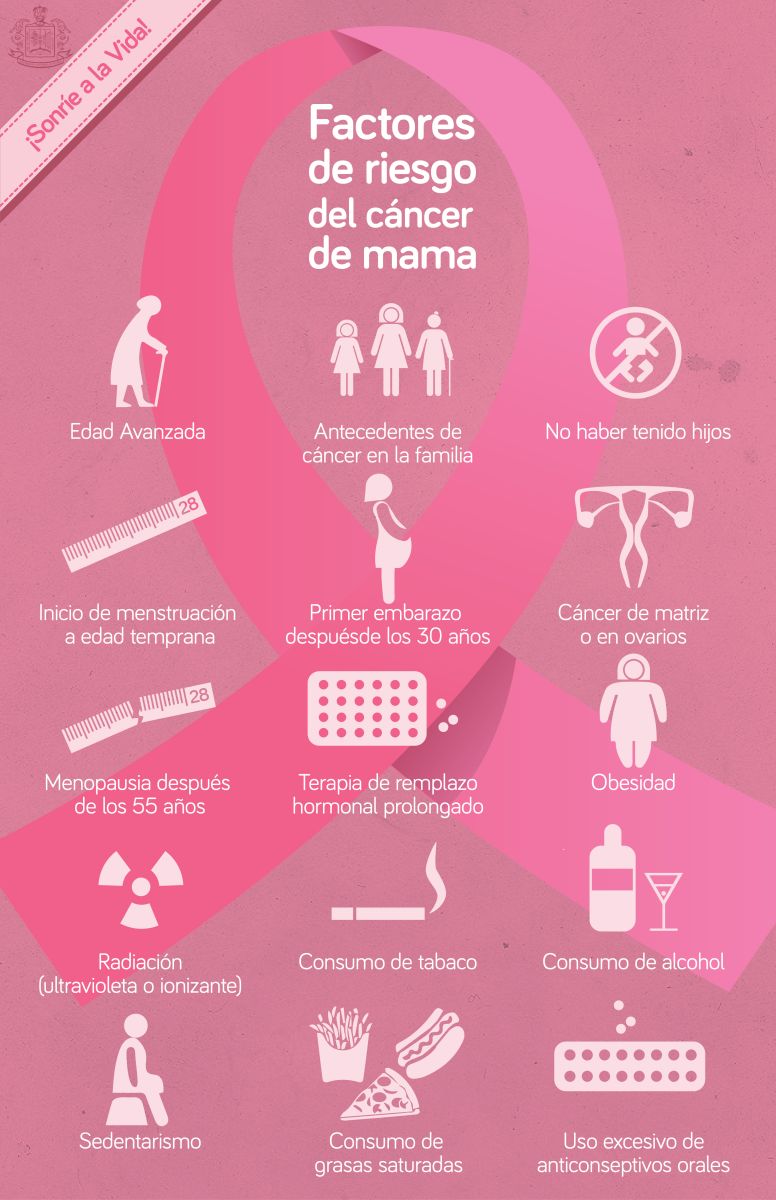 ¡Sonríe a la Vida!
Factores
de riesgo
del cáncer
de mama
Edad Avanzada
Antecedentes de
cáncer en la familia
No haber tenido hijos
28
Inicio de menstruación
a edad temprana
Primer embarazo
despuésde los 30 años
Cáncer de matriz
o en ovarios
28
Menopausia después
de los 55 años
Terapia de remplazo
hormonal prolongado
Obesidad
Radiación
(ultravioleta o ionizante)
Consumo de tabaco
Consumo de alcohol
Sedentarismo
Consumo de
grasas saturadas
Uso excesivo de
anticonseptivos orales